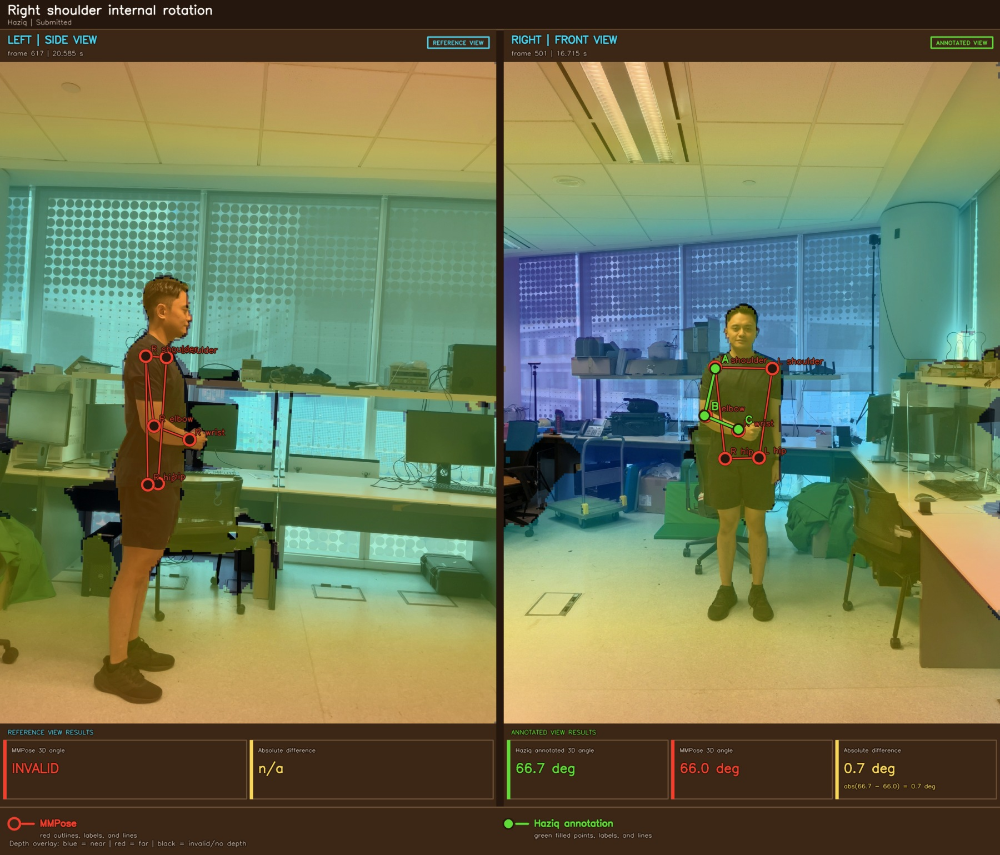 Right shoulder internal rotation
Haziq | Submitted
LEFT | SIDE VIEW
frame 617 | 20.585 s
REFERENCE VIEW
RIGHT | FRONT VIEW
frame 501 | 16.715 s
ANNOTATED VIEW
R shoulder
R elbow
R wrist
R hip
A
shoulder
L shoulder
B
elbow
C
wrist
R hip
L hip
REFERENCE VIEW RESULTS
MMPose 3D angle
INVALID
Absolute difference
n/a
ANNOTATED VIEW RESULTS
Haziq annotated 3D angle
66.7 deg
MMPose 3D angle
66.0 deg
Absolute difference
0.7 deg
abs(66.7 - 66.0) = 0.7 deg
MMPose
red outlines, labels, and lines
Depth overlay: blue = near | red = far | black = invalid/no depth
Haziq annotation
green filled points, labels, and lines